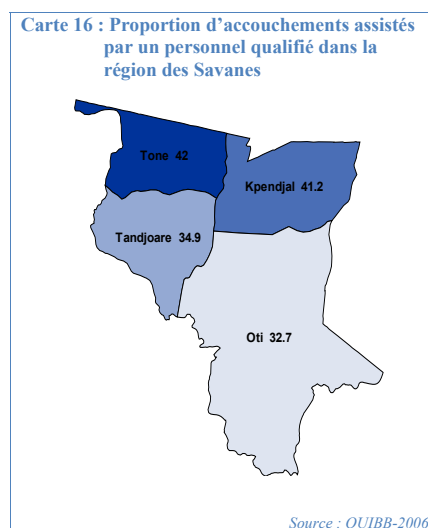 Carte 16 : Proportion d’accouchements assistés
par un personnel qualifié dans la
région des Savanes
Tone 42
Kpendjal 41.2
Tandjoare 34.9
Oti 32.7
Source : QUIBB-2006